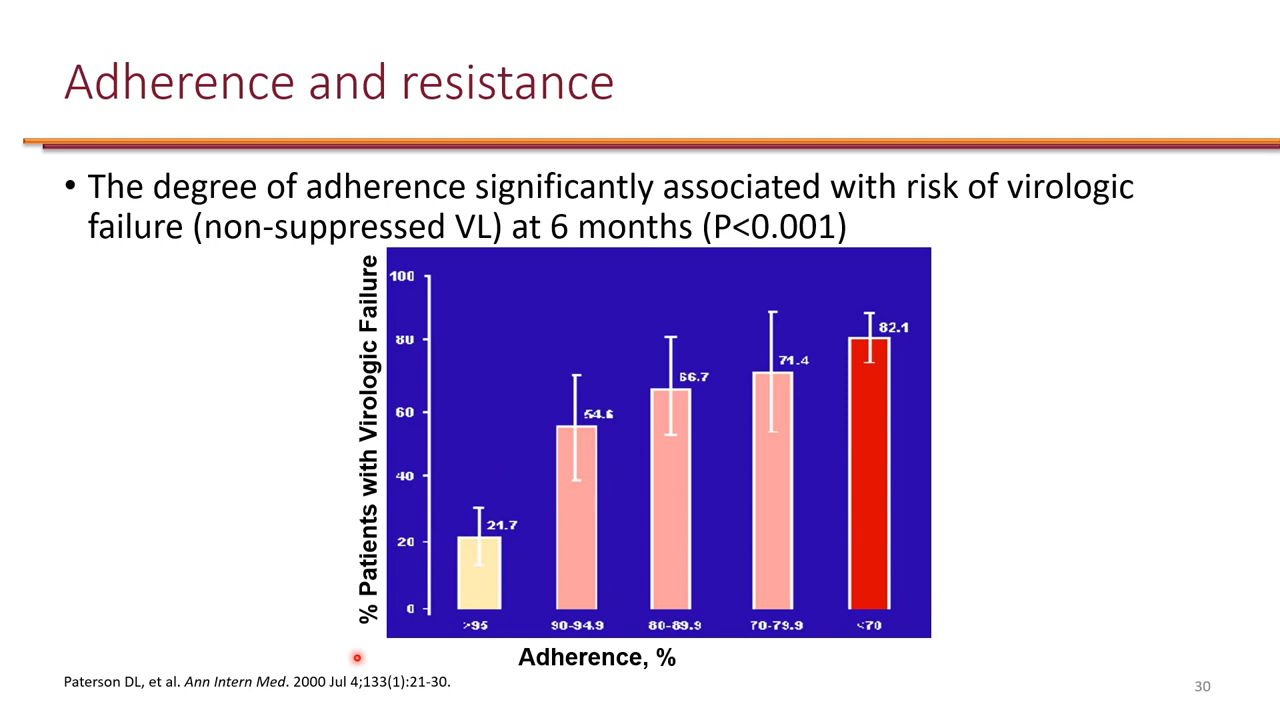 Adherence and resistance
• The degree of adherence significantly associated with risk of virologic
failure (non-suppressed VL) at 6 months (P<0.001)
% Patients with Virologic Failure
100
80
60
40
20
0
21.7
54.6
66.7
71.4
82.1
>95
90-94.9
80-89.9
70-79.9
<70
Adherence, %
Paterson DL, et al. Ann Intern Med. 2000 Jul 4;133(1):21-30.
30